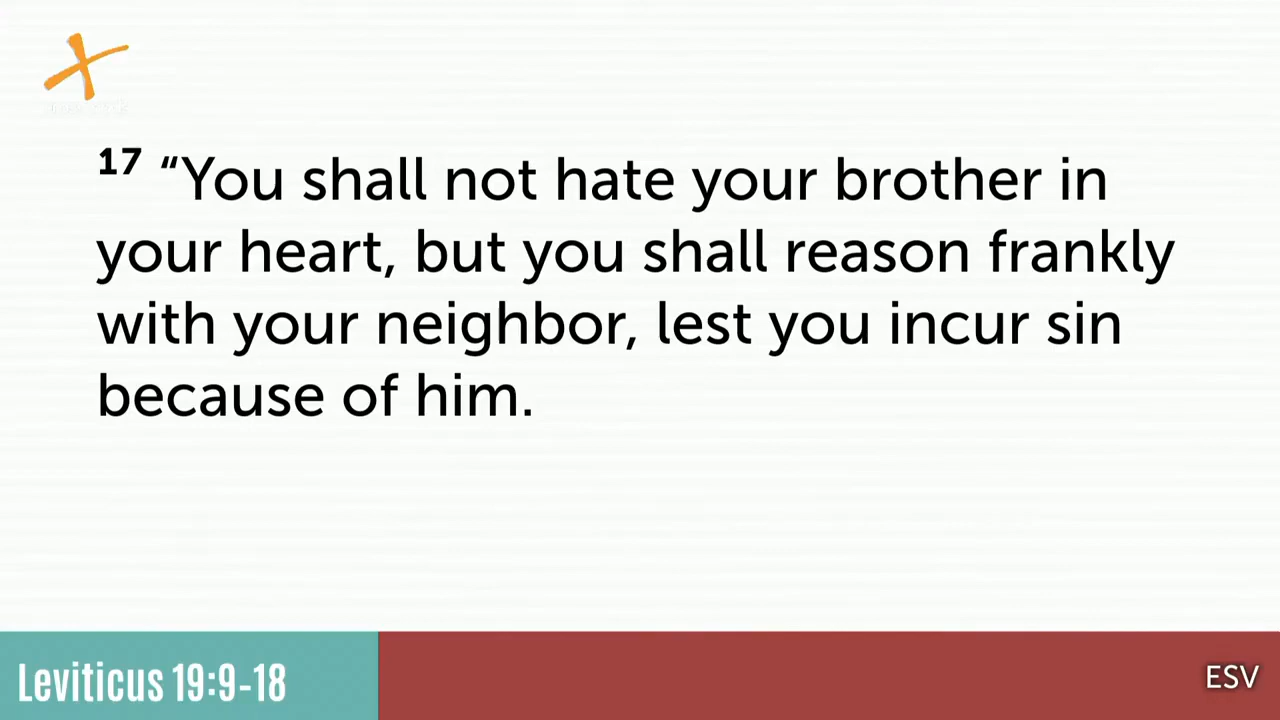 17 “You shall not hate your brother in
your heart, but you shall reason frankly
with your neighbor, lest you incur sin
because of him.
Leviticus 19:9-18
ESV